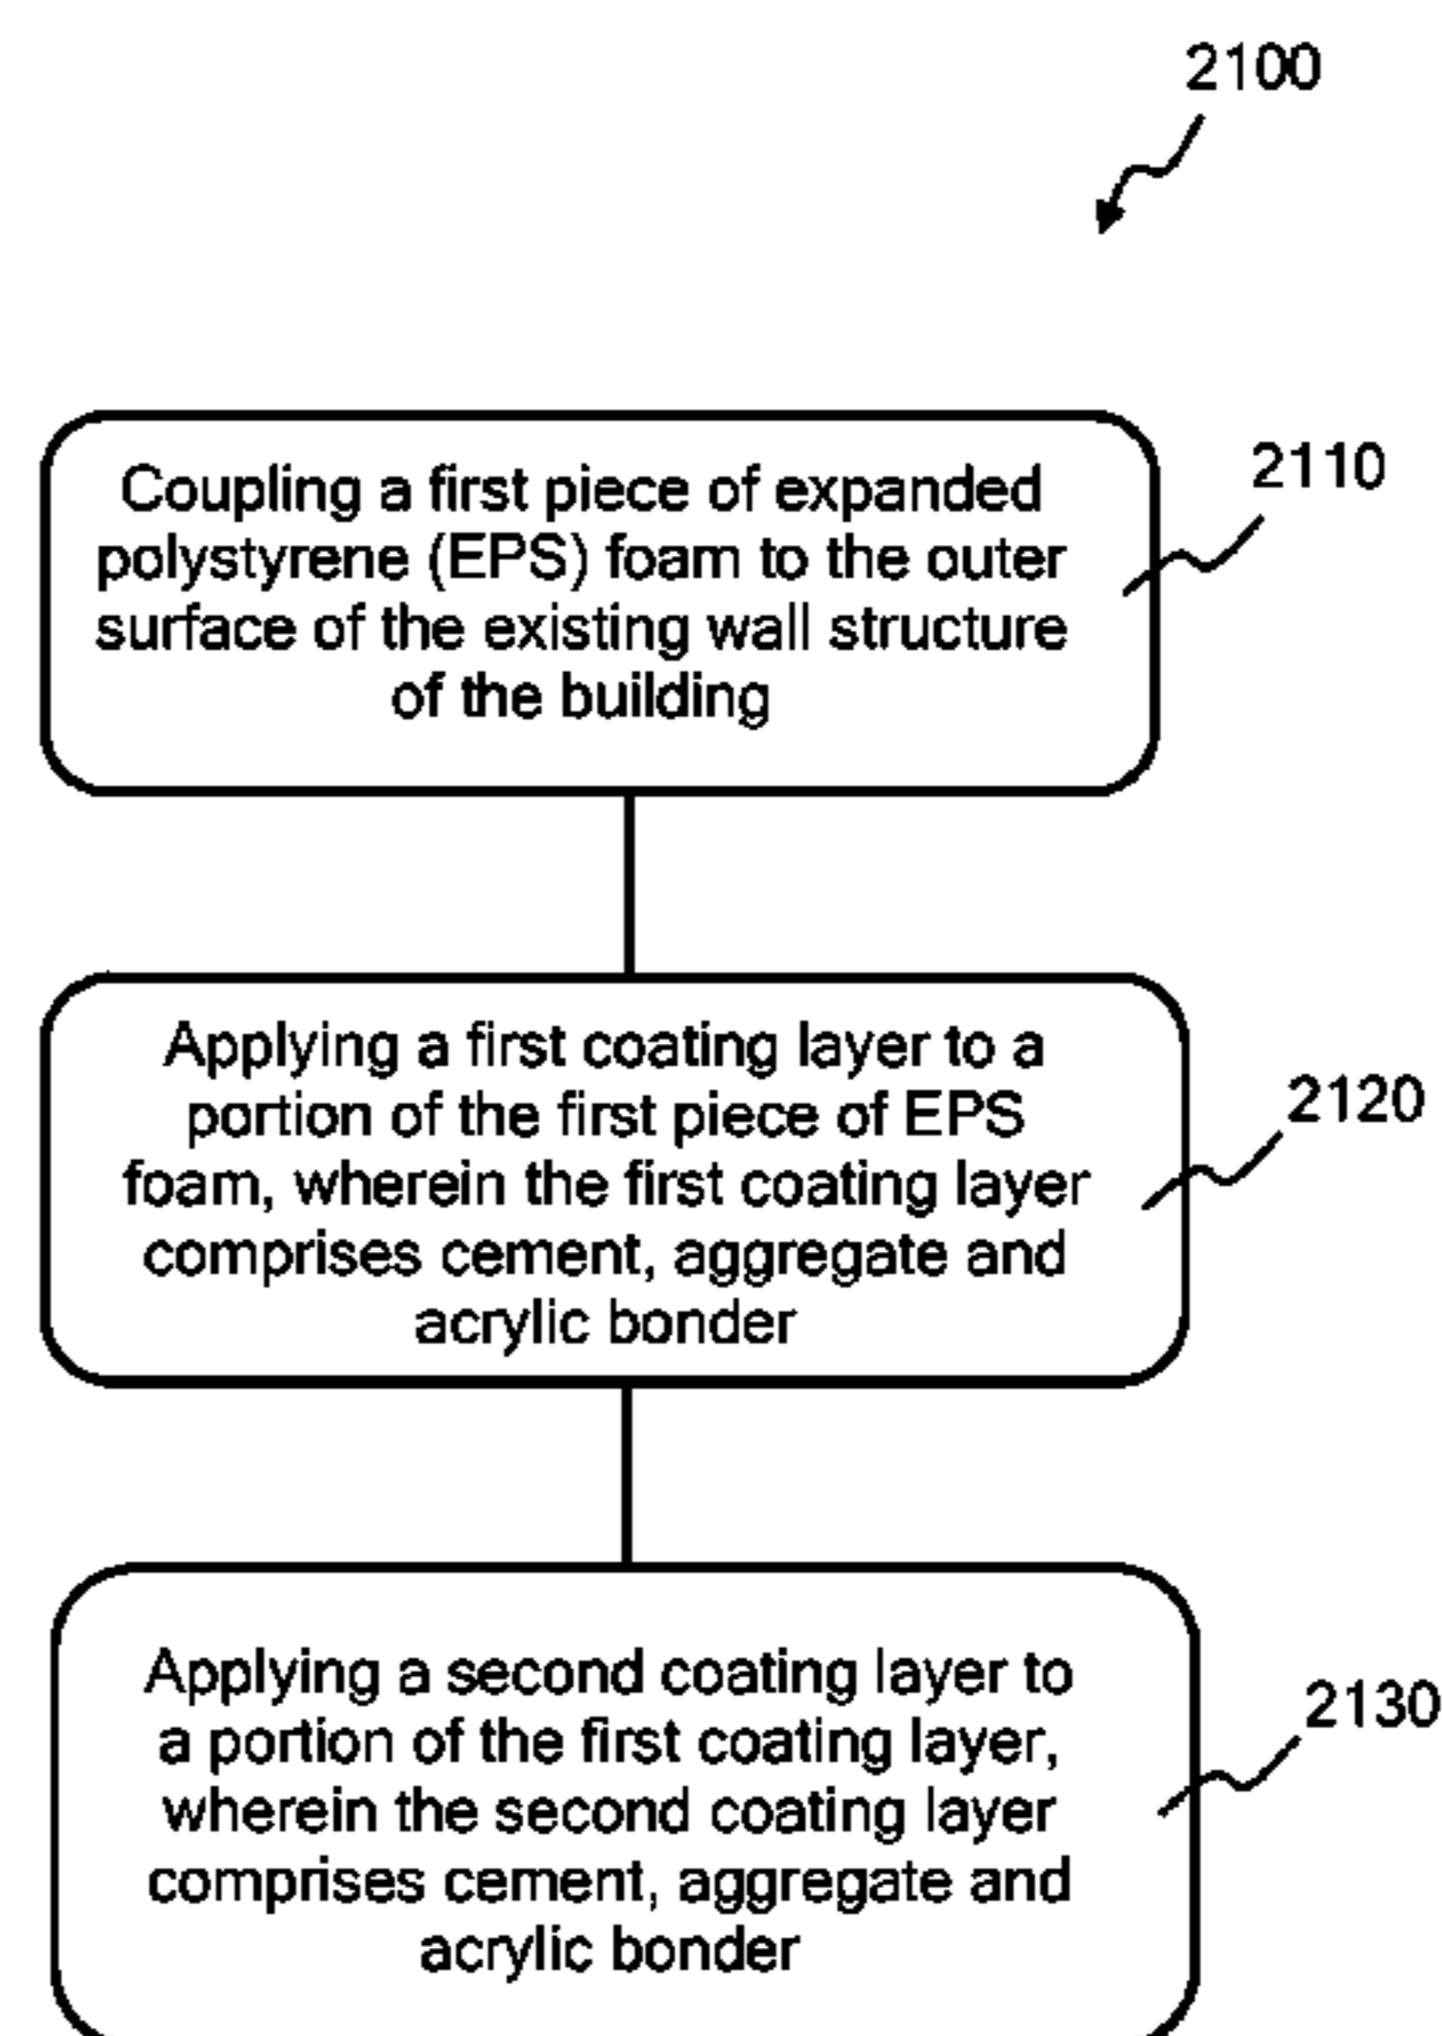 2100
Coupling a first piece of expanded
polystyrene (EPS) foam to the outer
surface of the existing wall structure
of the building
2110
Applying a first coating layer to a
portion of the first piece of EPS
foam, wherein the first coating layer
comprises cement, aggregate and
acrylic bonder
2120
Applying a second coating layer to
a portion of the first coating layer,
wherein the second coating layer
comprises cement, aggregate and
acrylic bonder
2130